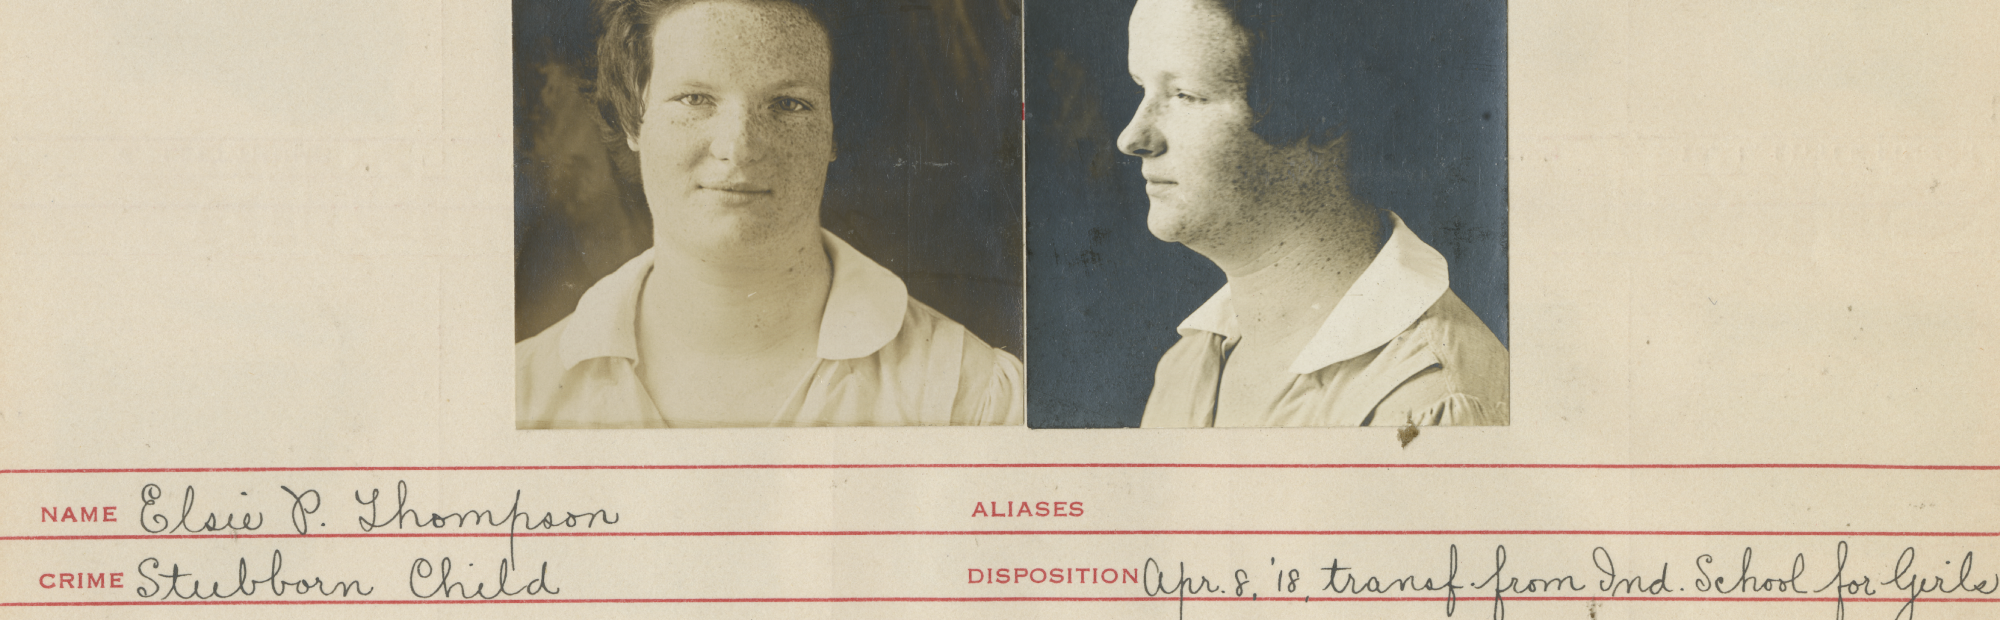 NAME Elsie P. Thompson ALIASES
CRIME Stubborn Child DISPOSITION Apr. 8, '18, transf. from Ind. School for Girls